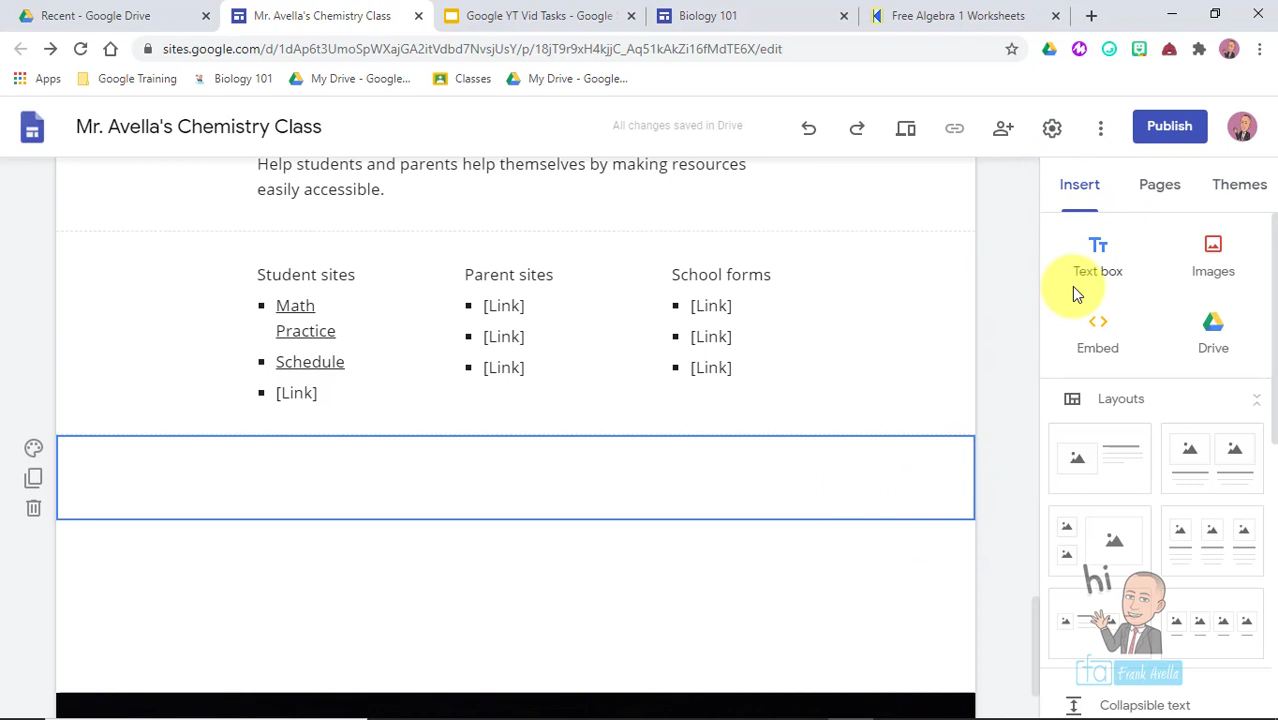 Recent - Google Drive
Mr. Avella's Chemistry Class
Google YT Vid Tasks - Google
Biology 101
Free Algebra 1 Worksheets
sites.google.com/d/1dAp6t3UmoSpWXajGA2itVdbd7NvsjUsY/p/18jT9r9xH4kjjC_Aq51kAkZi16fMdTE6X/edit
Apps
Google Training
Biology 101
My Drive - Google...
Classes
My Drive - Google...
Mr. Avella's Chemistry Class
All changes saved in Drive
Publish
Help students and parents help themselves by making resources
easily accessible.
Student sites
Math
Practice
Schedule
[Link]
Parent sites
[Link]
[Link]
[Link]
School forms
[Link]
[Link]
[Link]
Insert
Pages
Themes
Text box
Images
Embed
Drive
Layouts
hi
fa Frank Avella
Collapsible text